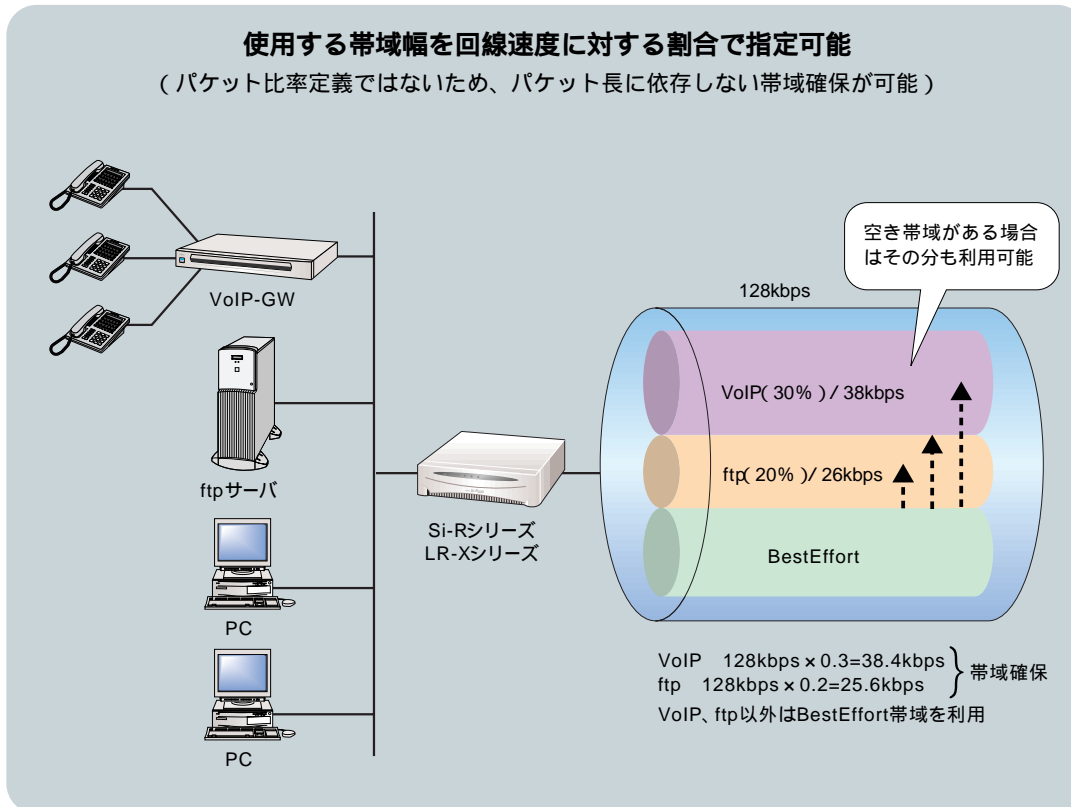 使用する帯域幅を回線速度に対する割合で指定可能
(パケット比率定義ではないため、パケット長に依存しない帯域確保が可能)
空き帯域がある場合
はその分も利用可能
128kbps
VoIP-GW
VoIP(30%)/38kbps
ftp(20%)/26kbps
ftpサーバ
Si-Rシリーズ
LR-Xシリーズ
BestEffort
PC
VoIP 128kbps×0.3=38.4kbps
ftp 128kbps×0.2=25.6kbps
帯域確保
VoIP、ftp以外はBestEffort帯域を利用
PC